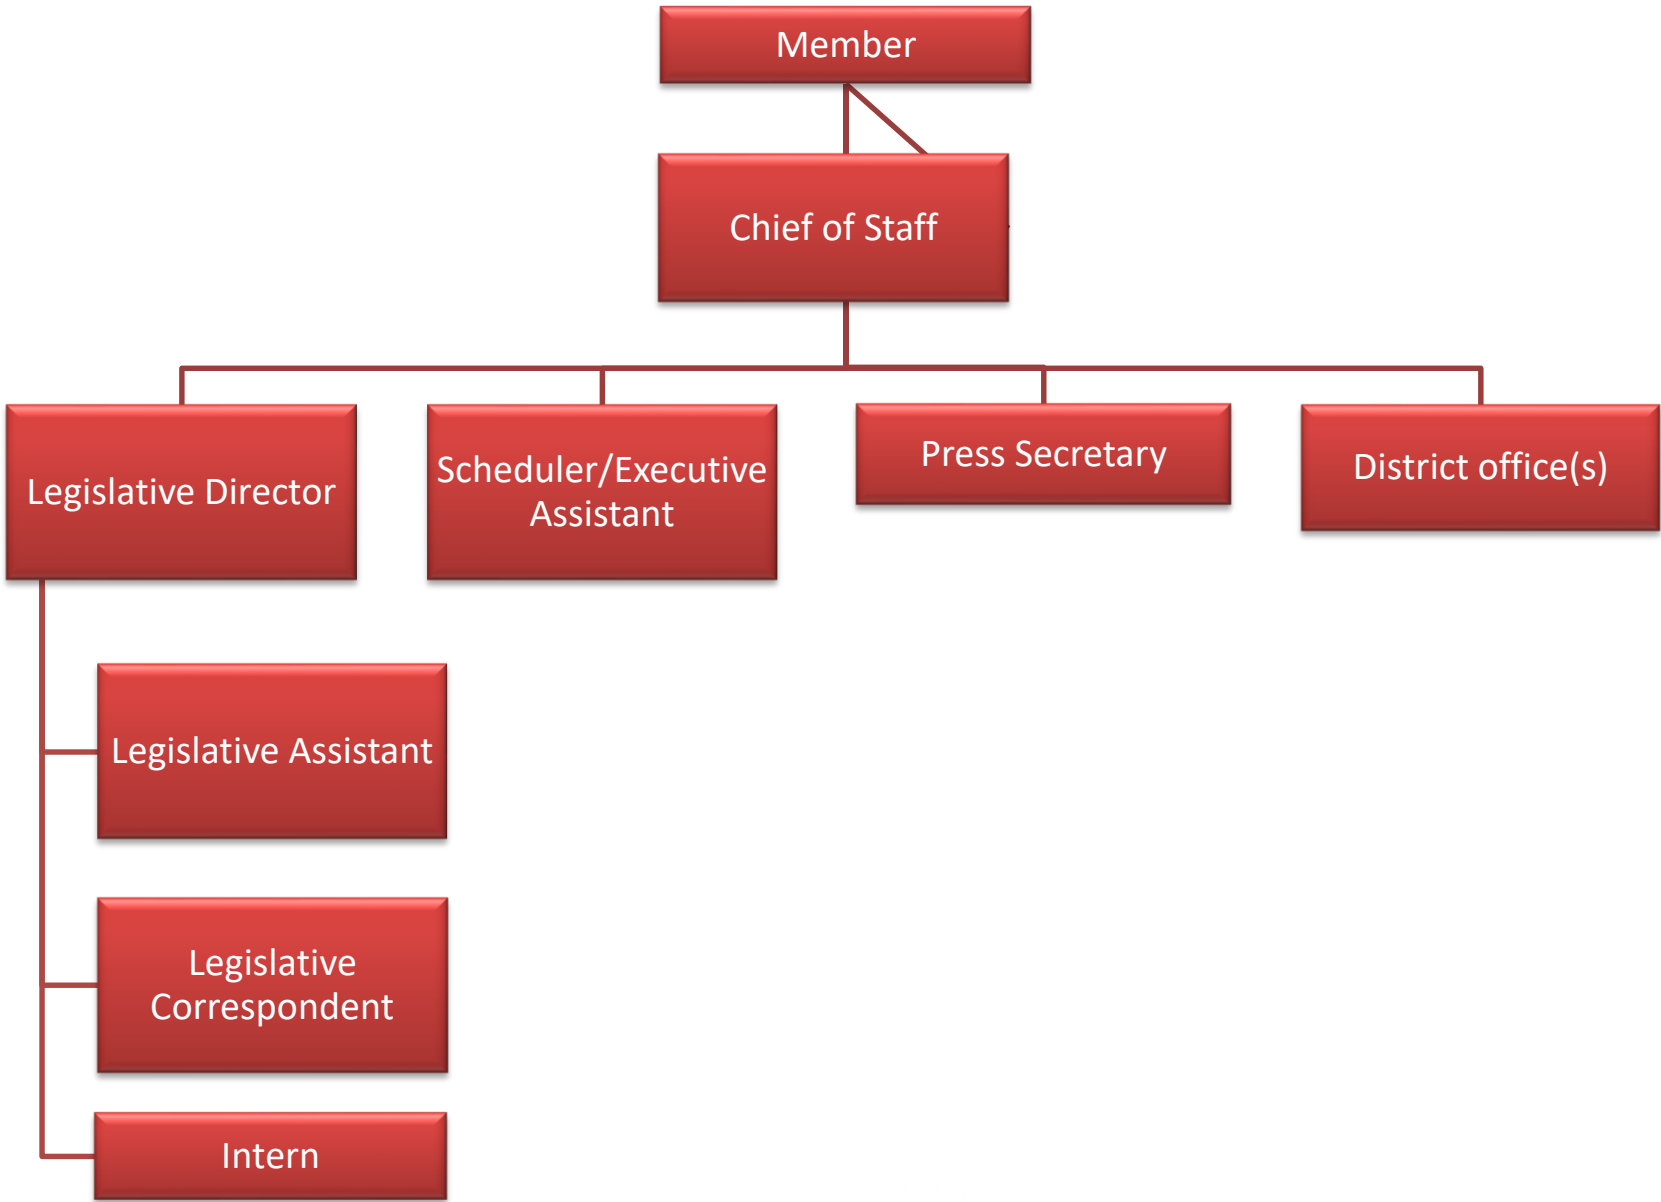 Member
Chief of Staff
Legislative Director
Scheduler/Executive
Assistant
Press Secretary
District office(s)
Legislative Assistant
Legislative
Correspondent
Intern